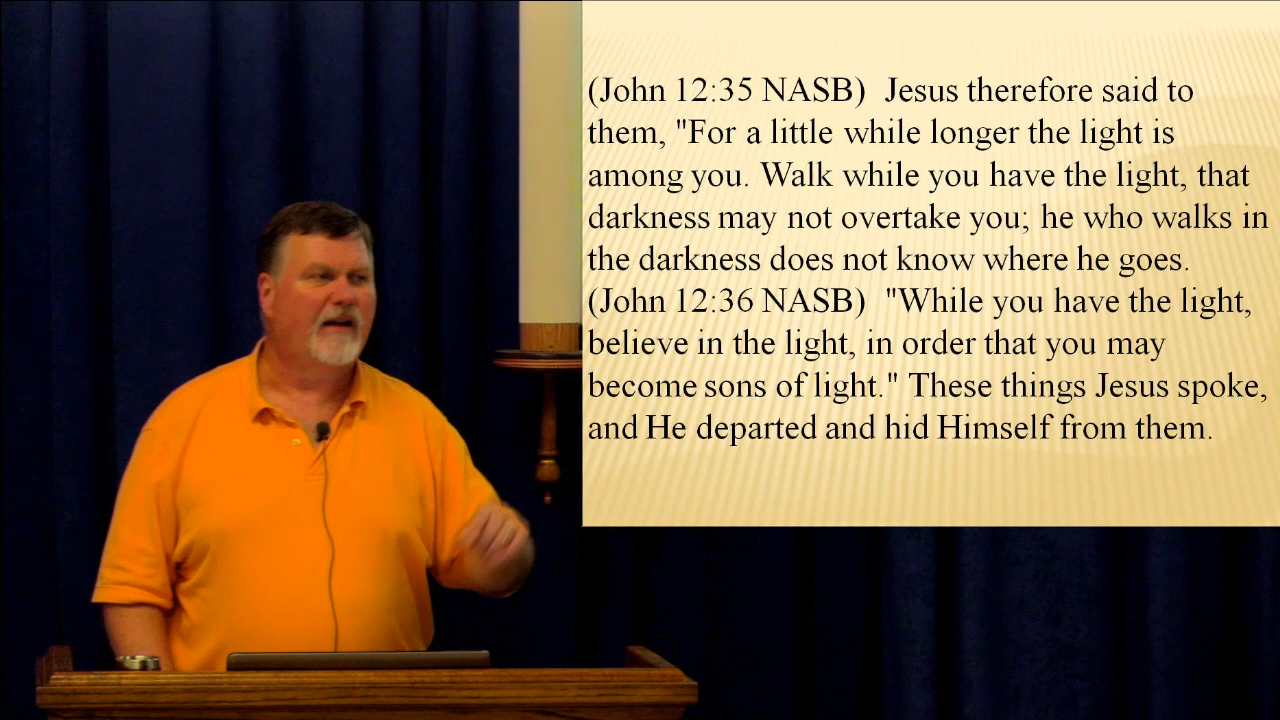 (John 12:35 NASB)  Jesus therefore said to
them, "For a little while longer the light is
among you. Walk while you have the light, that
darkness may not overtake you; he who walks in
the darkness does not know where he goes.
(John 12:36 NASB)  "While you have the light,
believe in the light, in order that you may
become sons of light." These things Jesus spoke,
and He departed and hid Himself from them.